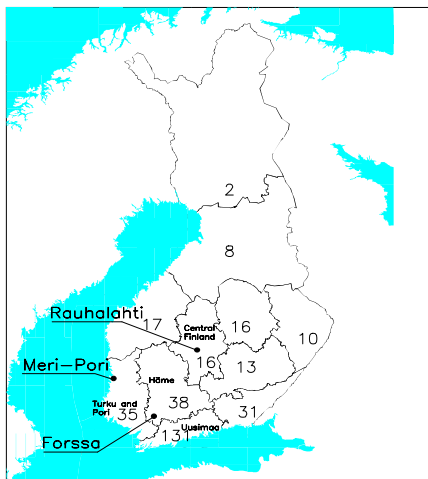 2
8
Rauhalahti
17
Central
Finland
16
10
Meri-Pori
16
13
Häme
Turku and
Pori
35
38
31
Forssa
131
Uusimaa